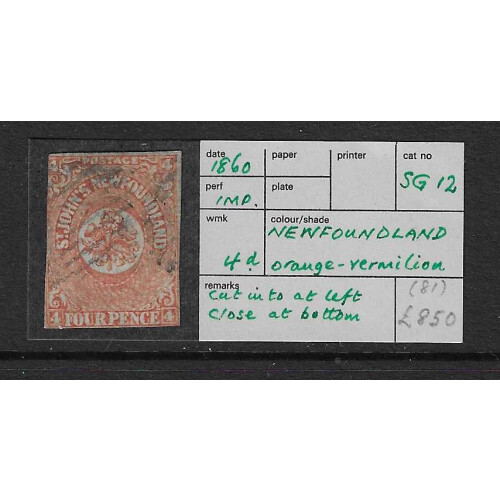 POSTAGE
ST. JOHN'S NEWFOUNDLAND
4 FOUR PENCE 4
date paper printer cat no
1860 SG 12
perf plate
IMP.
wmk colour/shade
NEWFOUNDLAND
4d orange-vermilion
remarks (81)
Cut into at left
Close at bottom £850